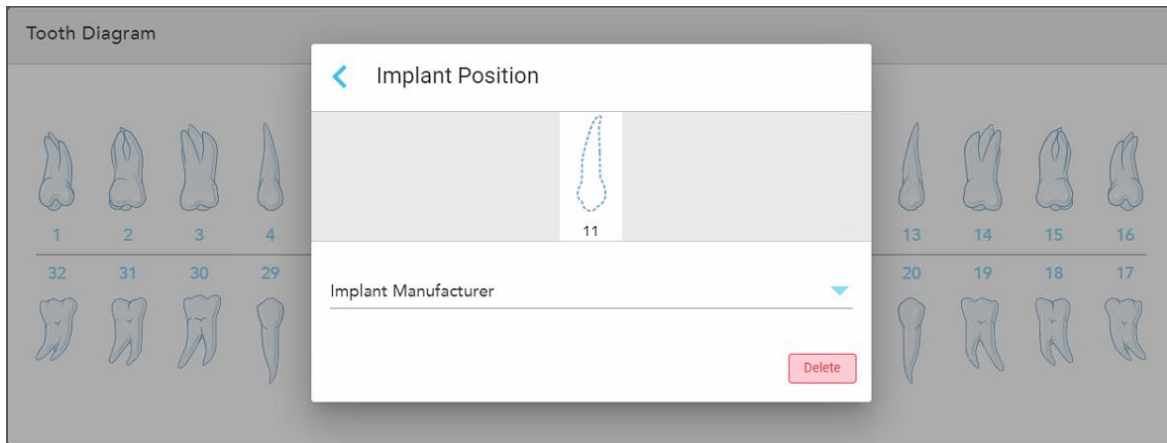 Tooth Diagram
Implant Position
11
1 2 3 4 13 14 15 16
32 31 30 29 20 19 18 17
Implant Manufacturer
Delete